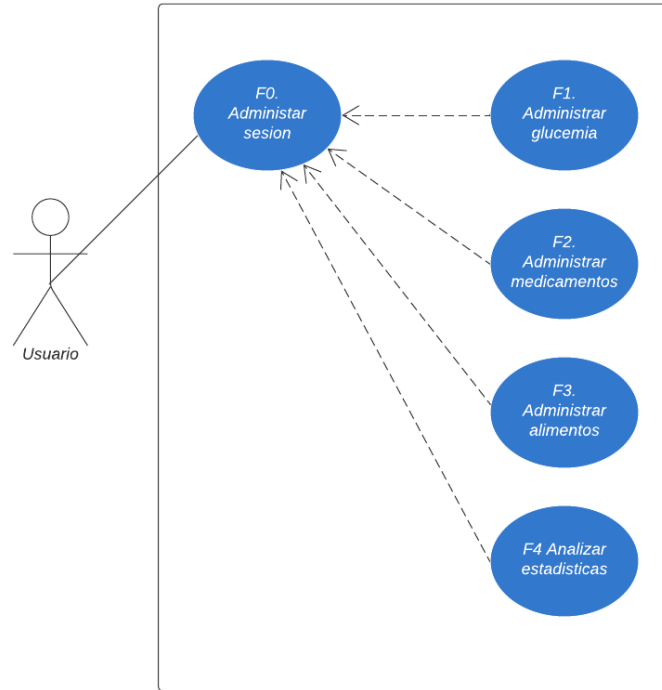 F0.
Administar
sesion
F1.
Administrar
glucemia
F2.
Administrar
medicamentos
Usuario
F3.
Administrar
alimentos
F4 Analizar
estadisticas